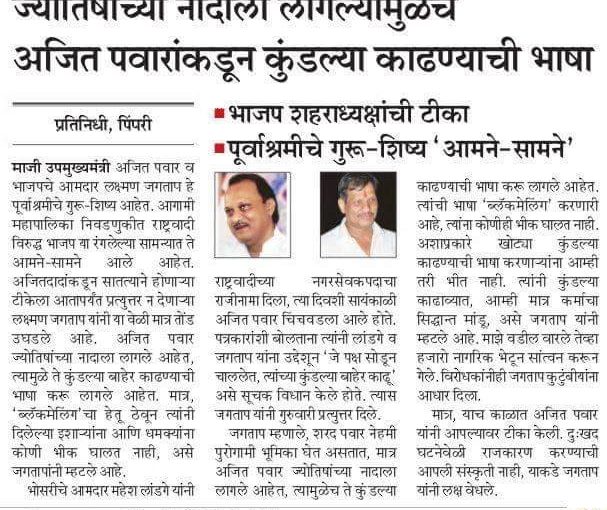 ज्योतिषांच्या नादाला लागल्यामुळेच
अजित पवारांकडून कुंडल्या काढण्याची भाषा
प्रतिनिधी, पिंपरी
▪ भाजप शहराध्यक्षांची टीका
▪ पूर्वाश्रमीचे गुरू-शिष्य ‘आमने-सामने’
माजी उपमुख्यमंत्री अजित पवार व
भाजपचे आमदार लक्ष्मण जगताप हे
पूर्वाश्रमीचे गुरू-शिष्य आहेत. आगामी
महापालिका निवडणुकीत राष्ट्रवादी
विरुद्ध भाजप या रंगलेल्या सामन्यात ते
आमने-सामने आले आहेत.
अजितदादांकडून सातत्याने होणाऱ्या
टीकेला आतापर्यंत प्रत्युत्तर न देणाऱ्या
लक्ष्मण जगताप यांनी या वेळी मात्र तोंड
उघडले आहे. अजित पवार
ज्योतिषांच्या नादाला लागले आहेत,
त्यामुळे ते कुंडल्या बाहेर काढण्याची
भाषा करू लागले आहेत. मात्र,
‘ब्लॅकमेलिंग’चा हेतू ठेवून त्यांनी
दिलेल्या इशाऱ्यांना आणि धमक्यांना
कोणी भीक घालत नाही, असे
जगतापांनी म्हटले आहे.
भोसरीचे आमदार महेश लांडगे यांनी
राष्ट्रवादीच्या नगरसेवकपदाचा
राजीनामा दिला, त्या दिवशी सायंकाळी
अजित पवार चिंचवडला आले होते.
पत्रकारांशी बोलताना त्यांनी लांडगे व
जगताप यांना उद्देशून ‘जे पक्ष सोडून
चाललेत, त्यांच्या कुंडल्या बाहेर काढू’
असे सूचक विधान केले होते. त्यास
जगताप यांनी गुरुवारी प्रत्युत्तर दिले.
जगताप म्हणाले, शरद पवार नेहमी
पुरोगामी भूमिका घेत असतात, मात्र
अजित पवार ज्योतिषांच्या नादाला
लागले आहेत, त्यामुळेच ते कुंडल्या
काढण्याची भाषा करू लागले आहेत.
त्यांची भाषा ‘ब्लॅकमेलिंग’ करणारी
आहे, त्यांना कोणीही भीक घालत नाही.
अशाप्रकारे खोट्या कुंडल्या
काढण्याची भाषा करणाऱ्यांना आम्ही
तरी भीत नाही. त्यांनी कुंडल्या
काढाव्यात, आम्ही मात्र कर्माचा
सिद्धान्त मांडू, असे जगताप यांनी
म्हटले आहे. माझे वडील वारले तेव्हा
हजारो नागरिक भेटून सांत्वन करून
गेले. विरोधकांनीही जगताप कुटुंबीयांना
आधार दिला.
मात्र, याच काळात अजित पवार
यांनी आपल्यावर टीका केली. दुःखद
घटनेवेळी राजकारण करण्याची
आपली संस्कृती नाही, याकडे जगताप
यांनी लक्ष वेधले.